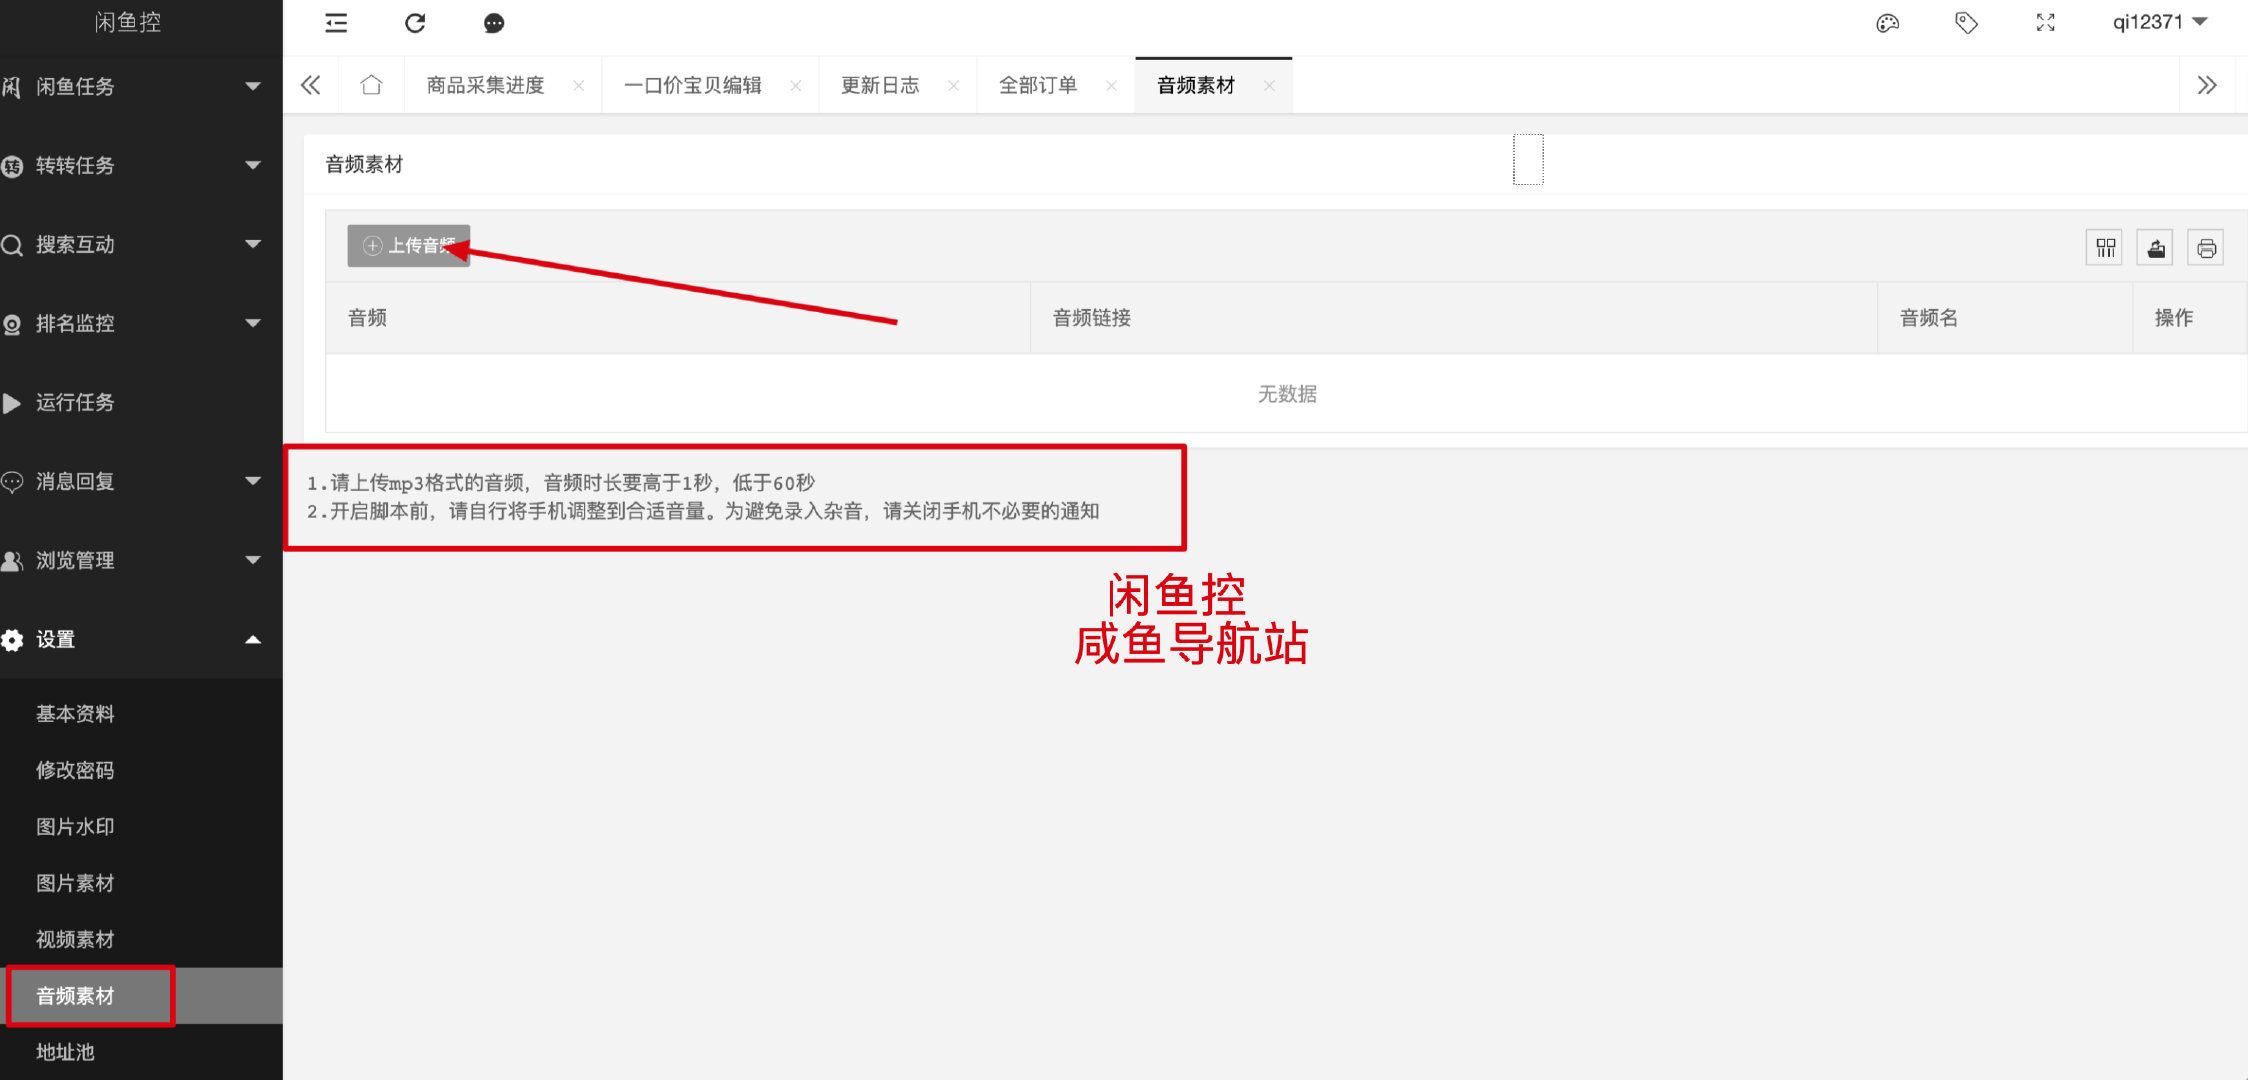 闲鱼控
qi12371
闲鱼任务
转转任务
搜索互动
排名监控
运行任务
消息回复
浏览管理
设置
基本资料
修改密码
图片水印
图片素材
视频素材
音频素材
地址池
商品采集进度
一口价宝贝编辑
更新日志
全部订单
音频素材
音频素材
上传音频
音频 音频链接 音频名 操作
无数据
1.请上传mp3格式的音频，音频时长要高于1秒，低于60秒
2.开启脚本前，请自行将手机调整到合适音量。为避免录入杂音，请关闭手机不必要的通知
闲鱼控
咸鱼导航站